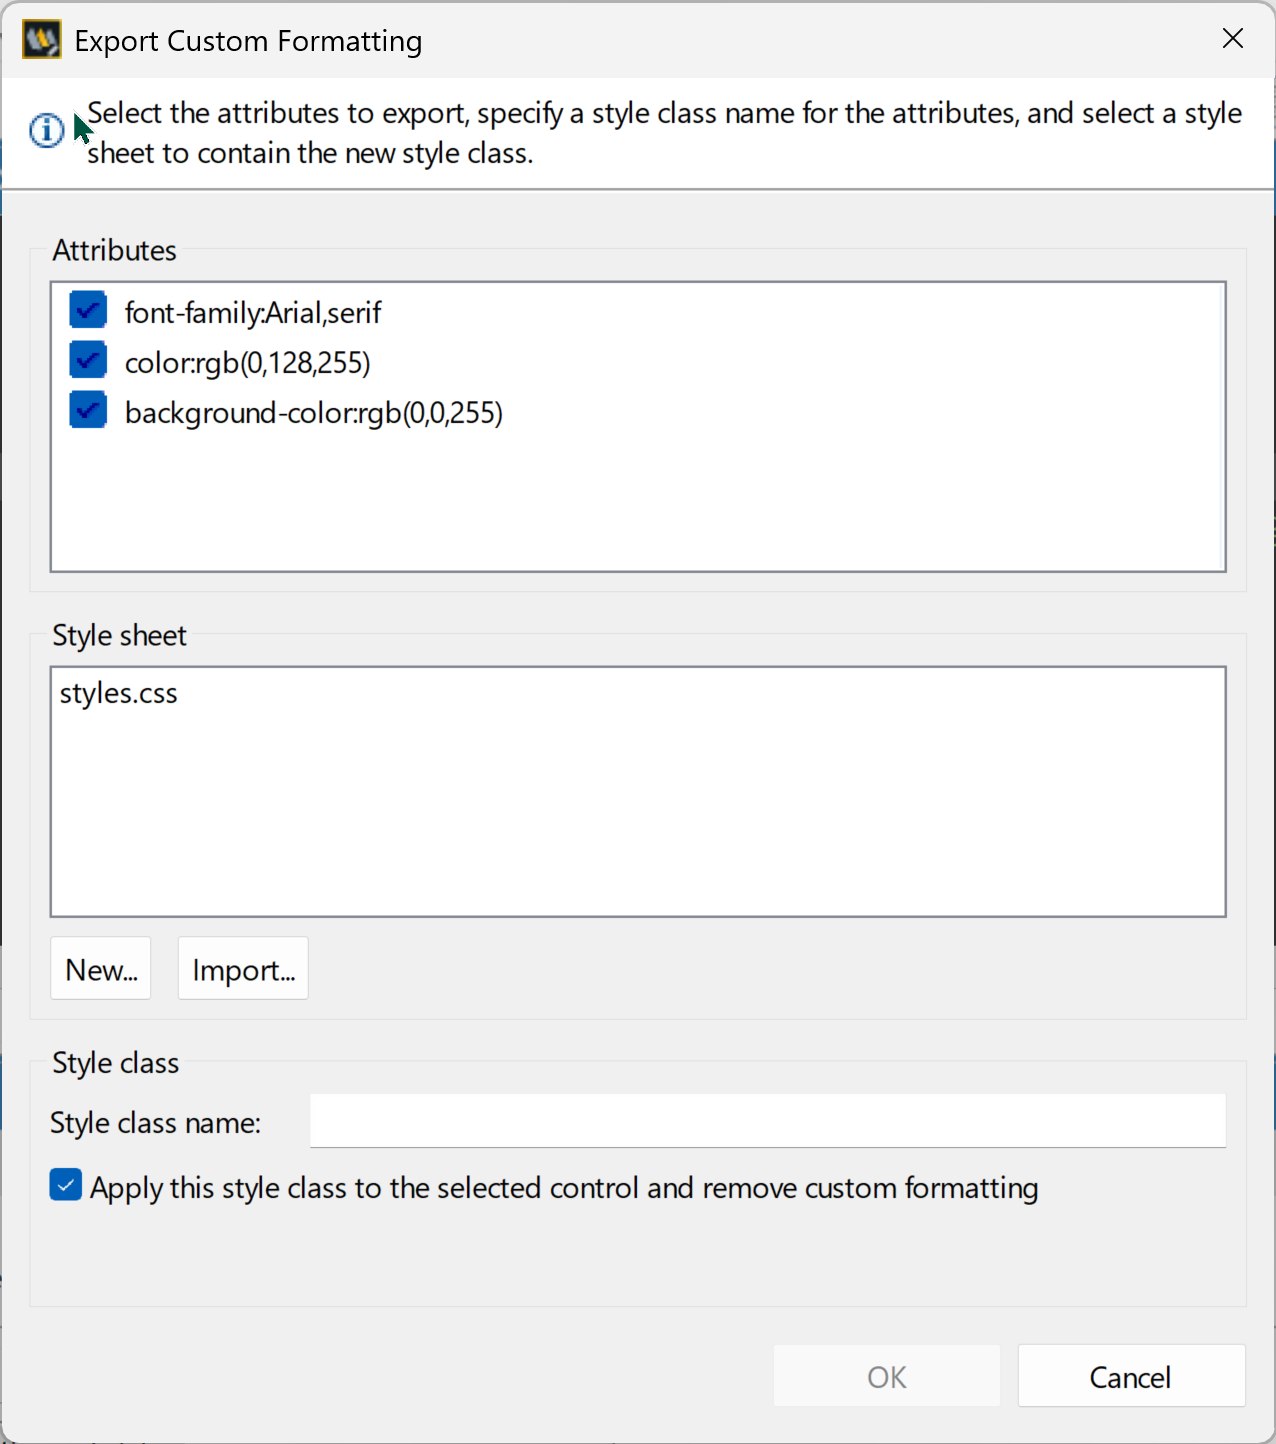 Export Custom Formatting
Select the attributes to export, specify a style class name for the attributes, and select a style
sheet to contain the new style class.
Attributes
font-family:Arial,serif
color:rgb(0,128,255)
background-color:rgb(0,0,255)
Style sheet
styles.css
New... Import...
Style class
Style class name:
Apply this style class to the selected control and remove custom formatting
OK Cancel